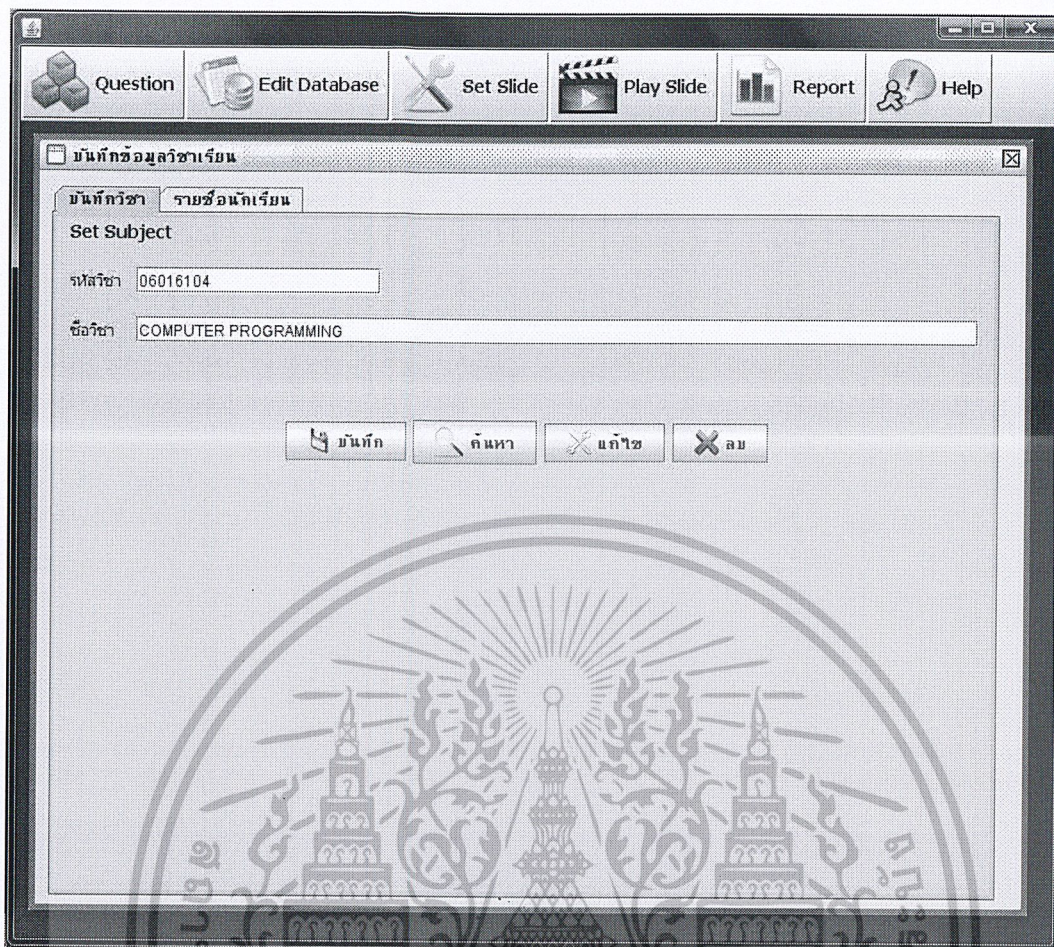 Question Edit Database Set Slide Play Slide Report Help
บันทึกข้อมูลวิชาเรียน
บันทึกวิชา รายชื่อนักเรียน
Set Subject
รหัสวิชา 06016104
ชื่อวิชา COMPUTER PROGRAMMING
บันทึก ค้นหา แก้ไข ลบ